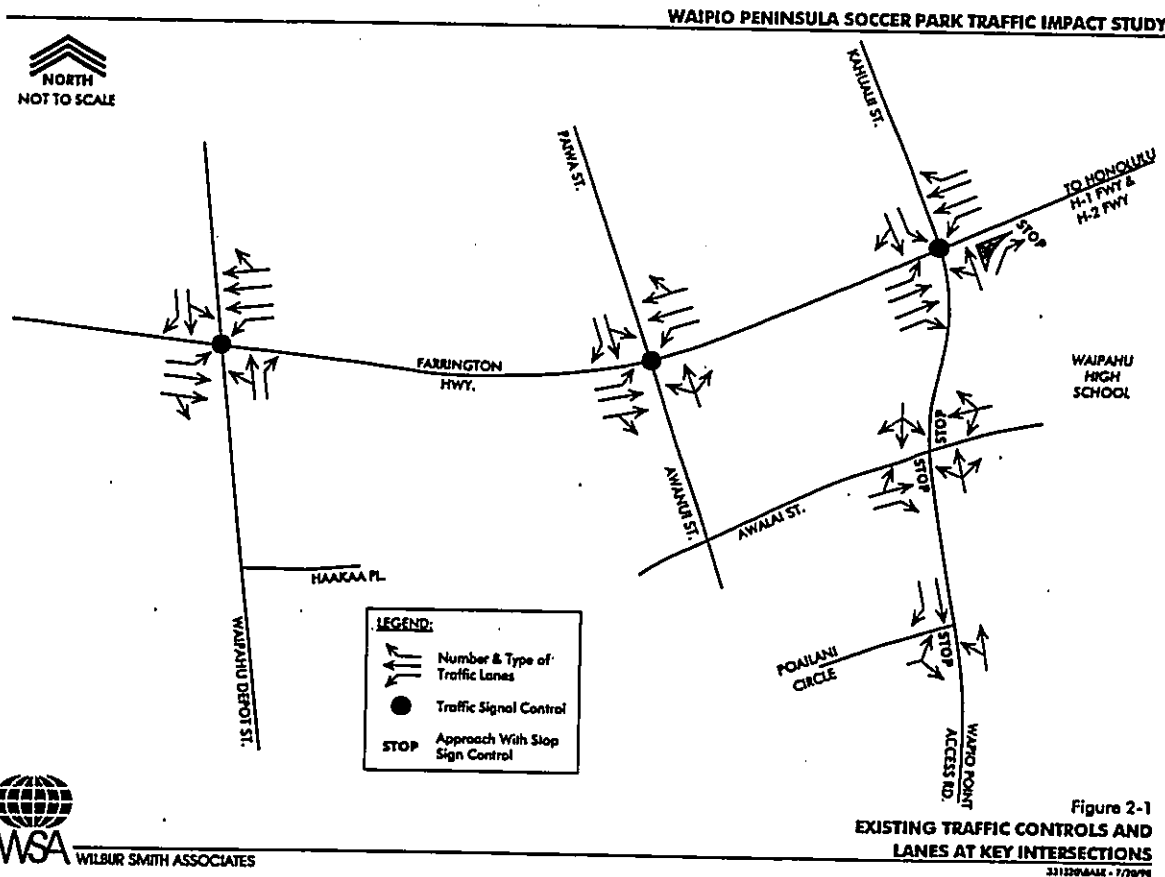 WAIPIO PENINSULA SOCCER PARK TRAFFIC IMPACT STUDY
NORTH
NOT TO SCALE
KAHUALII ST.
PAIWA ST.
TO HONOLULU
H-1 FWY &
H-2 FWY
STOP
FARRINGTON
HWY.
WAIPAHU
HIGH
SCHOOL
STOP
STOP
AWANUI ST.
AWALAI ST.
HAAKAA PL.
WAIPAHU DEPOT ST.
LEGEND:
Number & Type of
Traffic Lanes
Traffic Signal Control
STOP
Approach With Stop
Sign Control
STOP
POAILANI
CIRCLE
WAIPIO POINT
ACCESS RD.
Figure 2-1
EXISTING TRAFFIC CONTROLS AND
LANES AT KEY INTERSECTIONS
WSA
WILBUR SMITH ASSOCIATES